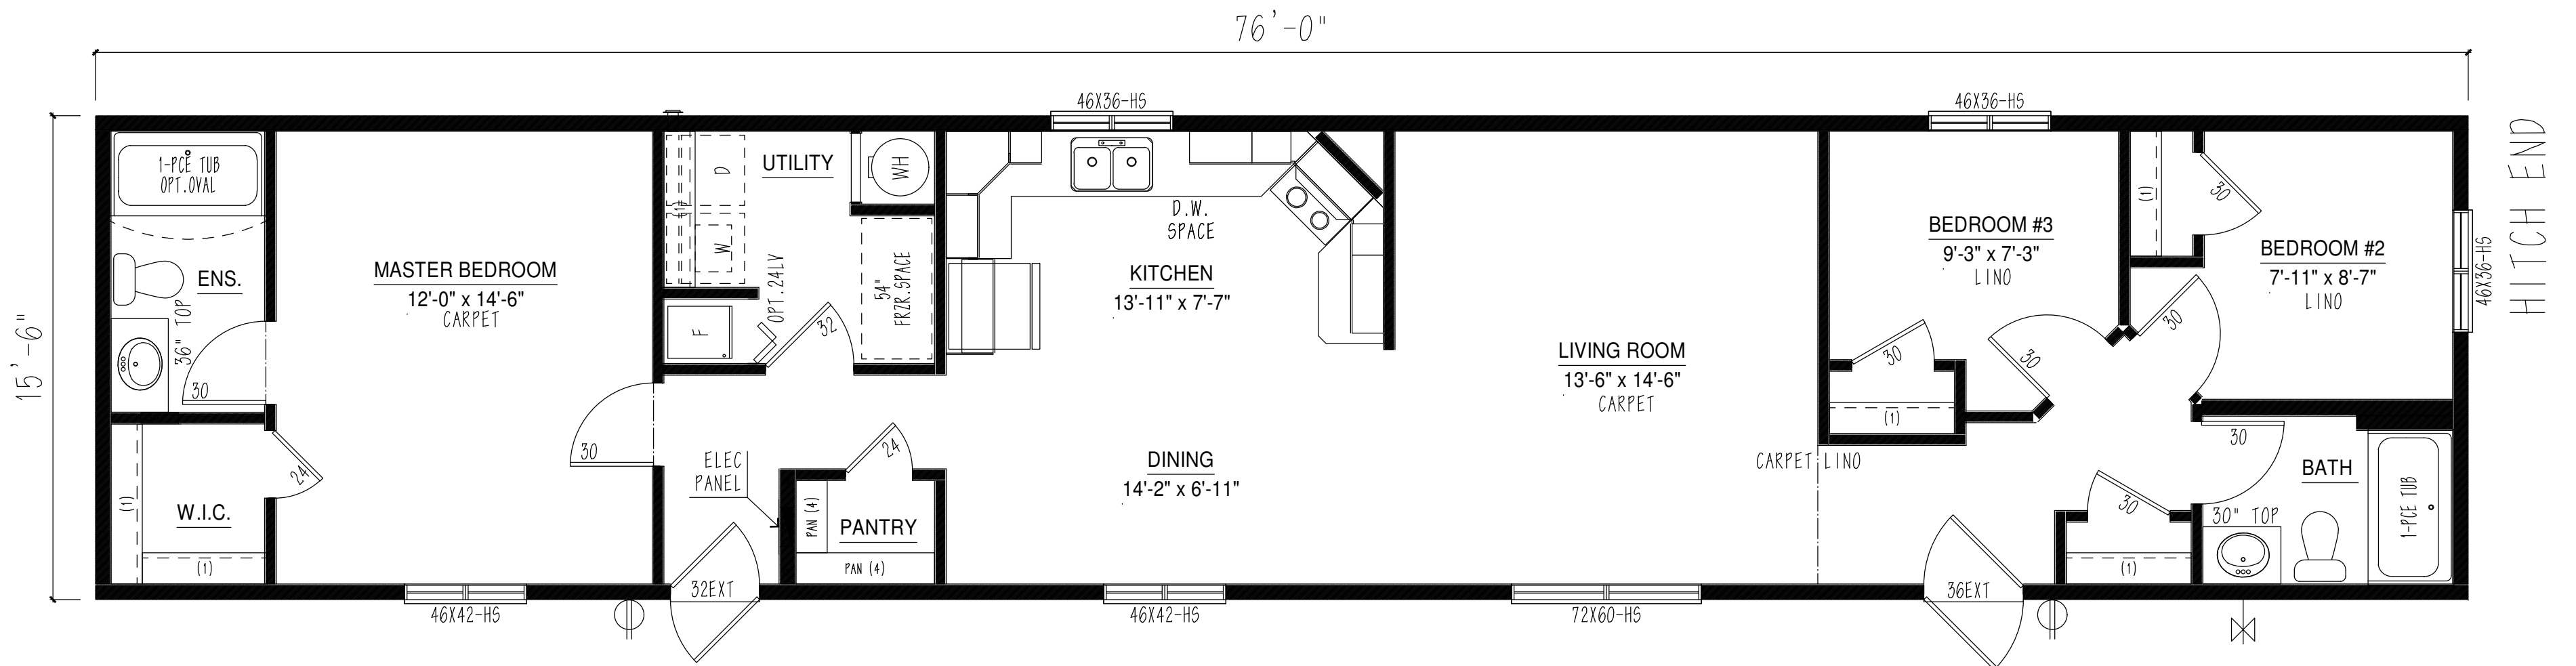 76'-0"
15'-6"
HITCH END
46X36-HS
46X36-HS
1-PCE TUB
OPT.OVAL
ENS.
36" TOP
30
MASTER BEDROOM
12'-0" x 14'-6"
CARPET
24
(1)
W.I.C.
(1)
30
46X42-HS
UTILITY
D
(1)
W
WH
OPT.24LV
32
54"
FRZR.SPACE
F
ELEC
PANEL
24
PAN (4)
PANTRY
PAN (4)
32EXT
D.W.
SPACE
KITCHEN
13'-11" x 7'-7"
DINING
14'-2" x 6'-11"
46X42-HS
LIVING ROOM
13'-6" x 14'-6"
CARPET
72X60-HS
CARPET LINO
BEDROOM #3
9'-3" x 7'-3"
LINO
30
(1)
30
(1)
30
BEDROOM #2
7'-11" x 8'-7"
LINO
30
46X36-HS
30
BATH
1-PCE TUB
30" TOP
30
(1)
36EXT